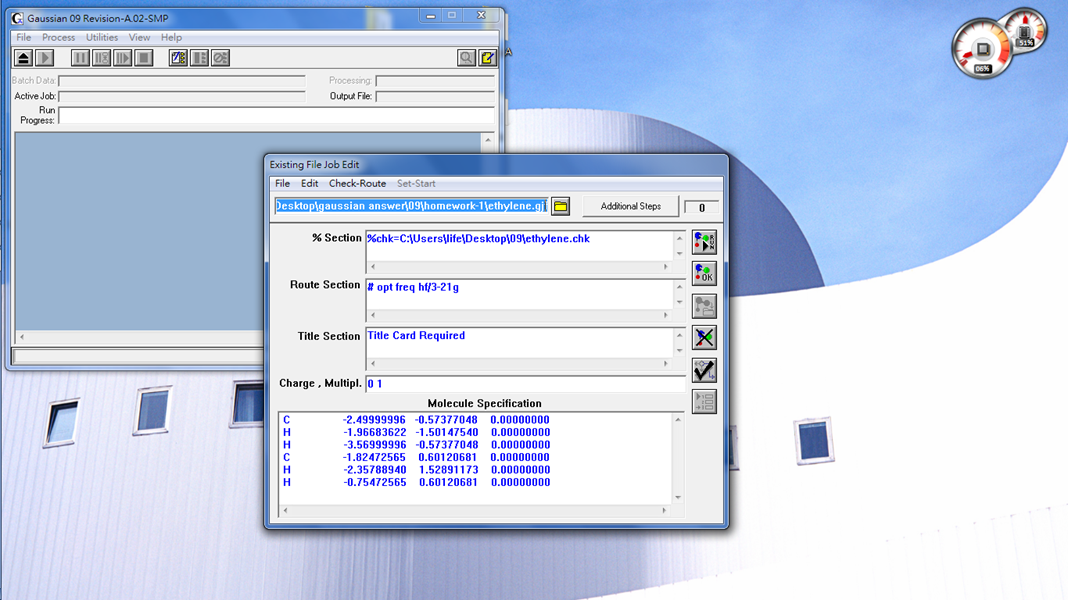 Gaussian 09 Revision-A.02-SMP
File Process Utilities View Help
Batch Data: Processing:
Active Job: Output File:
Run
Progress:
A
06%
51%
Existing File Job Edit
File Edit Check-Route Set-Start
Desktop\gaussian answer\09\homework-1\ethylene.gj
Additional Steps 0
% Section %chk=C:\Users\life\Desktop\09\ethylene.chk
RUN
Route Section # opt freq hf/3-21g
OK
Title Section Title Card Required
Charge , Multipl. 0 1
Molecule Specification
C -2.49999996 -0.57377048 0.00000000
H -1.96683622 -1.50147540 0.00000000
H -3.56999996 -0.57377048 0.00000000
C -1.82472565 0.60120681 0.00000000
H -2.35788940 1.52891173 0.00000000
H -0.75472565 0.60120681 0.00000000